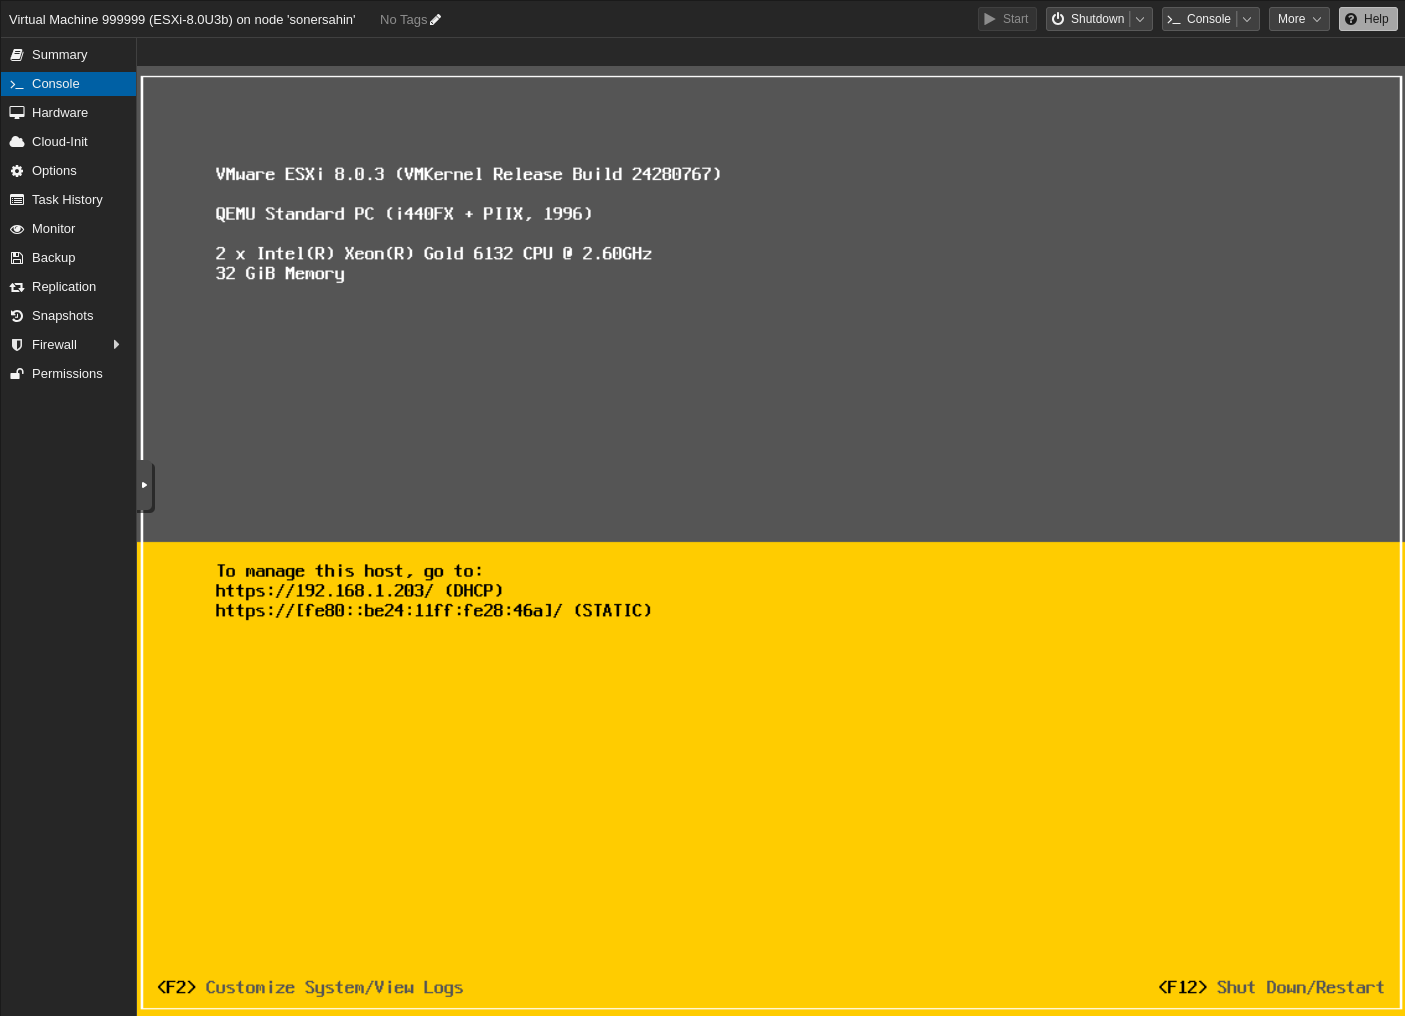 Virtual Machine 999999 (ESXi-8.0U3b) on node 'sonersahin' No Tags Start Shutdown Console More Help
Summary
Console
Hardware
Cloud-Init
Options
Task History
Monitor
Backup
Replication
Snapshots
Firewall
Permissions
VMware ESXi 8.0.3 (VMKernel Release Build 24280767)
QEMU Standard PC (i440FX + PIIX, 1996)
2 x Intel(R) Xeon(R) Gold 6132 CPU @ 2.60GHz
32 GiB Memory
To manage this host, go to:
https://192.168.1.203/ (DHCP)
https://[fe80::be24:11ff:fe28:46a]/ (STATIC)
<F2> Customize System/View Logs <F12> Shut Down/Restart